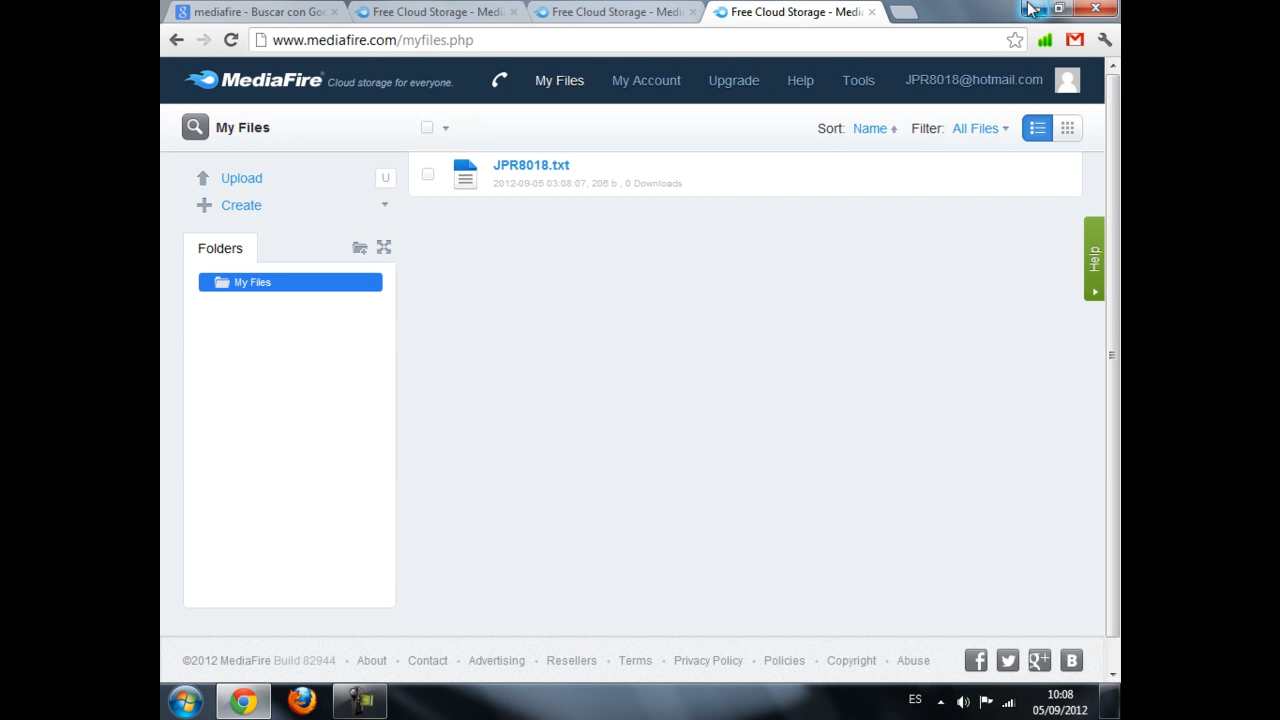 mediafire - Buscar con Goo
Free Cloud Storage - Medi
Free Cloud Storage - Medi
Free Cloud Storage - Medi
www.mediafire.com/myfiles.php
MediaFire Cloud storage for everyone.
My Files My Account Upgrade Help Tools JPR8018@hotmail.com
My Files
Sort: Name Filter: All Files
Upload U
Create
JPR8018.txt
2012-09-05 03:08:07, 206 b , 0 Downloads
Folders
My Files
Help
©2012 MediaFire Build 82944 • About • Contact • Advertising • Resellers • Terms • Privacy Policy • Policies • Copyright • Abuse
ES 10:08
05/09/2012